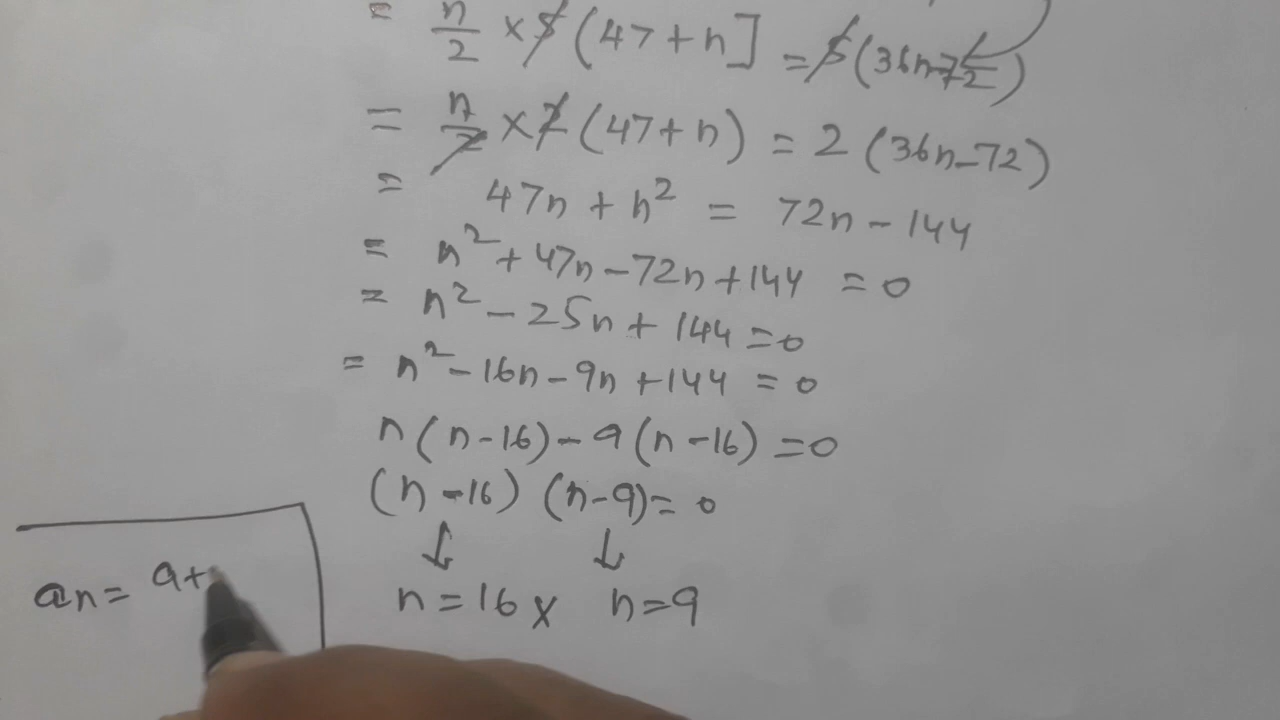 = n/2 × 5 (47 + n] = 5 (36n - 72)
= n/2 × 2 (47 + n) = 2 (36n - 72)
= 47n + n² = 72n - 144
= n² + 47n - 72n + 144 = 0
= n² - 25n + 144 = 0
= n² - 16n - 9n + 144 = 0
n (n - 16) - 9 (n - 16) = 0
(n - 16) (n - 9) = 0
↓ ↓
n = 16 × n = 9
an = a +